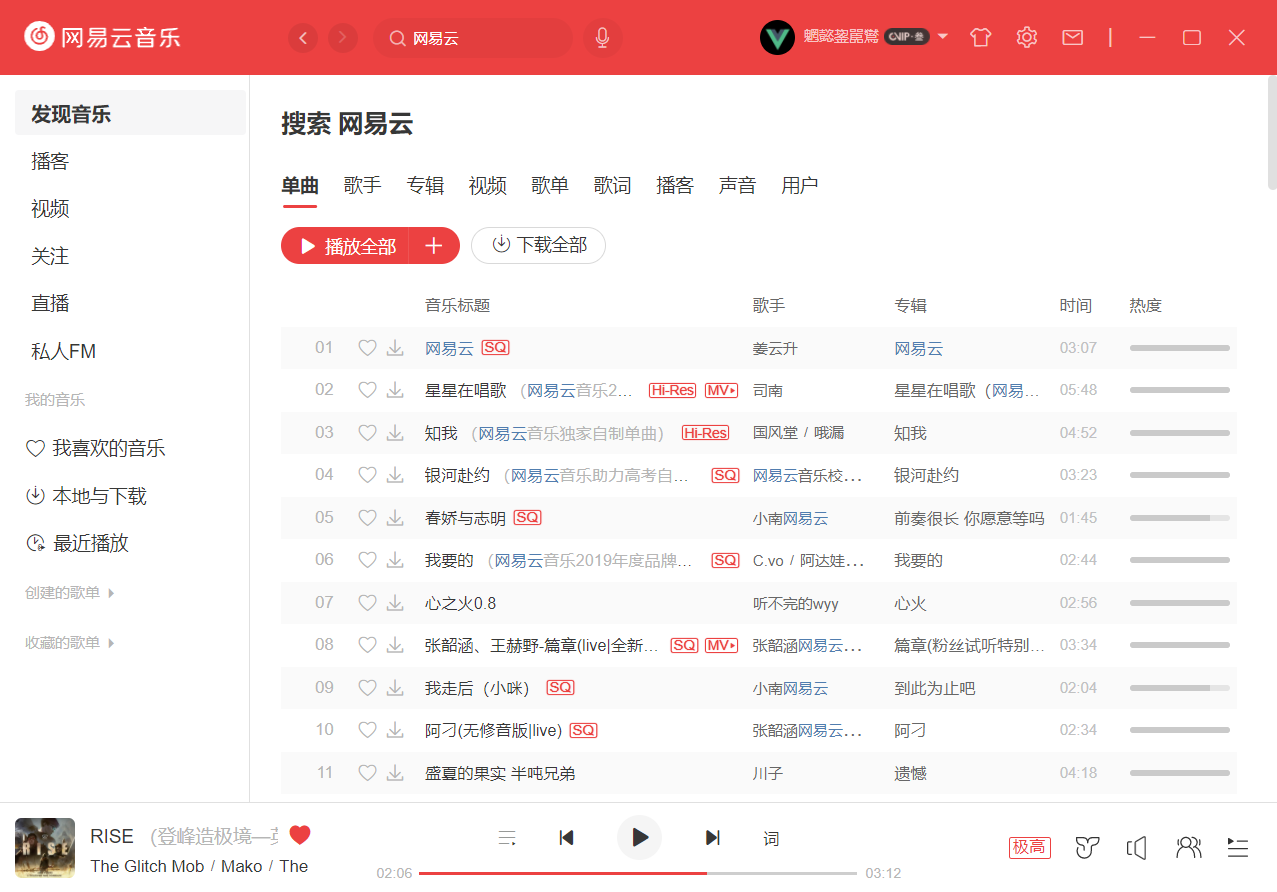 网易云音乐
网易云
CVIP·叁
发现音乐
播客
视频
关注
直播
私人FM
我的音乐
我喜欢的音乐
本地与下载
最近播放
创建的歌单
收藏的歌单
搜索 网易云
单曲 歌手 专辑 视频 歌单 歌词 播客 声音 用户
播放全部 + 下载全部
音乐标题 歌手 专辑 时间 热度
01 网易云 SQ 姜云升 网易云 03:07
02 星星在唱歌 （网易云音乐2... Hi-Res MV 司南 星星在唱歌（网易... 05:48
03 知我 （网易云音乐独家自制单曲） Hi-Res 国风堂 / 哦漏 知我 04:52
04 银河赴约 （网易云音乐助力高考自... SQ 网易云音乐校... 银河赴约 03:23
05 春娇与志明 SQ 小南网易云 前奏很长 你愿意等吗 01:45
06 我要的 （网易云音乐2019年度品牌... SQ C.vo / 阿达娃... 我要的 02:44
07 心之火0.8 听不完的wyy 心火 02:56
08 张韶涵、王赫野-篇章(live|全新... SQ MV 张韶涵网易云... 篇章(粉丝试听特别... 03:34
09 我走后（小咪） SQ 小南网易云 到此为止吧 02:04
10 阿刁(无修音版|live) SQ 张韶涵网易云... 阿刁 02:34
11 盛夏的果实 半吨兄弟 川子 遗憾 04:18
RISE (登峰造极境—
The Glitch Mob / Mako / The
词
02:06 03:12
极高